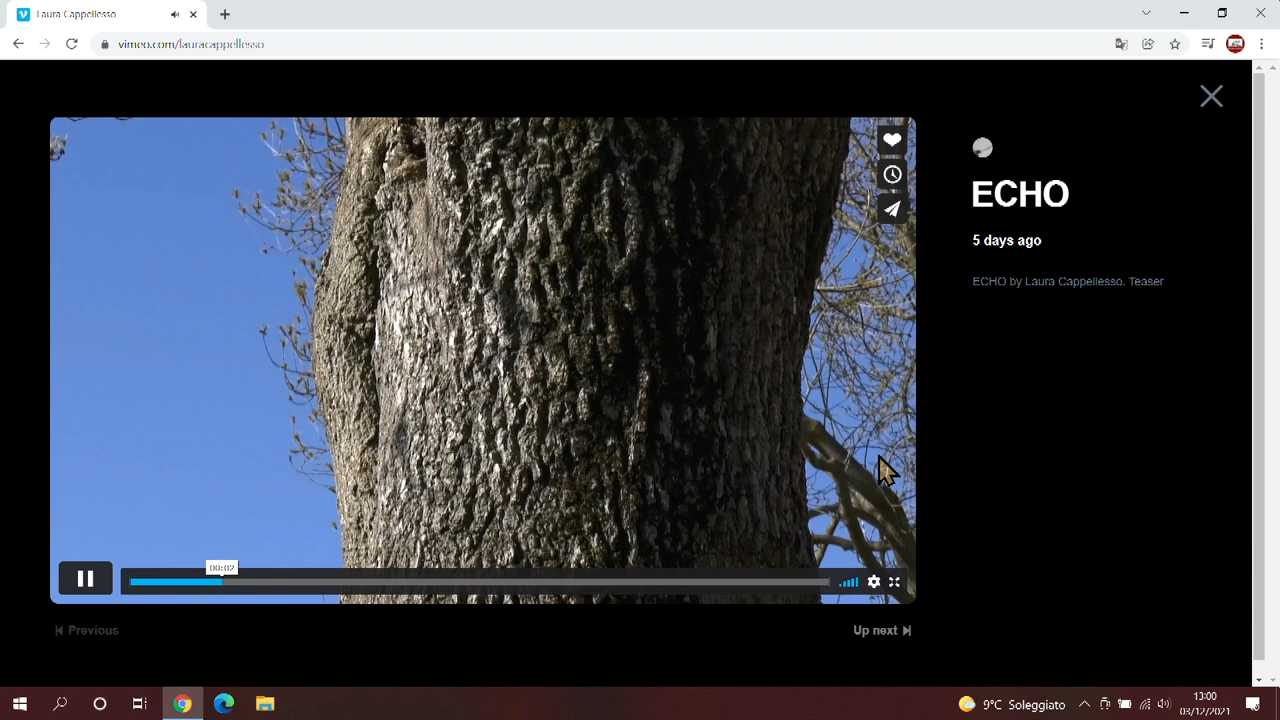 Laura Cappellesso
vimeo.com/lauracappellesso
ECHO
5 days ago
ECHO by Laura Cappellesso. Teaser
00:02
Previous
Up next
9°C Soleggiato
13:00
03/12/2021